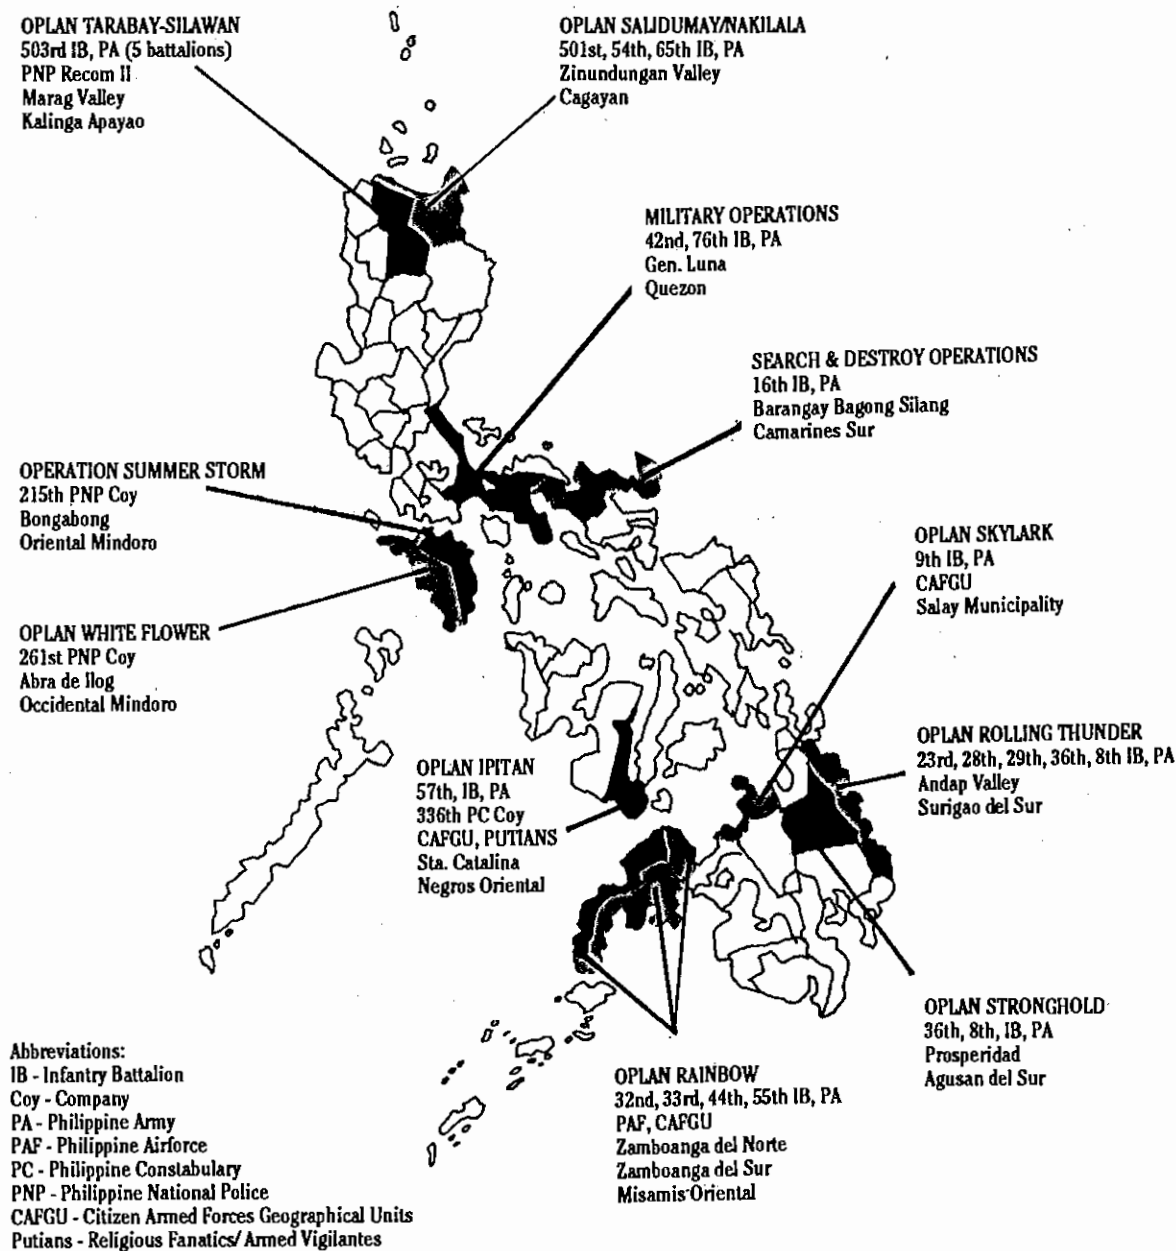 OPLAN TARABAY-SILAWAN
503rd IB, PA (5 battalions)
PNP Recom II
Marag Valley
Kalinga Apayao
OPLAN SALIDUMAY/NAKILALA
501st, 54th, 65th IB, PA
Zinundungan Valley
Cagayan
MILITARY OPERATIONS
42nd, 76th IB, PA
Gen. Luna
Quezon
SEARCH & DESTROY OPERATIONS
16th IB, PA
Barangay Bagong Silang
Camarines Sur
OPERATION SUMMER STORM
215th PNP Coy
Bongabong
Oriental Mindoro
OPLAN SKYLARK
9th IB, PA
CAFGU
Salay Municipality
OPLAN WHITE FLOWER
261st PNP Coy
Abra de Ilog
Occidental Mindoro
OPLAN ROLLING THUNDER
23rd, 28th, 29th, 36th, 8th IB, PA
Andap Valley
Surigao del Sur
OPLAN IPITAN
57th, IB, PA
336th PC Coy
CAFGU, PUTIANS
Sta. Catalina
Negros Oriental
OPLAN STRONGHOLD
36th, 8th, IB, PA
Prosperidad
Agusan del Sur
OPLAN RAINBOW
32nd, 33rd, 44th, 55th IB, PA
PAF, CAFGU
Zamboanga del Norte
Zamboanga del Sur
Misamis Oriental
Abbreviations:
IB - Infantry Battalion
Coy - Company
PA - Philippine Army
PAF - Philippine Airforce
PC - Philippine Constabulary
PNP - Philippine National Police
CAFGU - Citizen Armed Forces Geographical Units
Putians - Religious Fanatics/ Armed Vigilantes